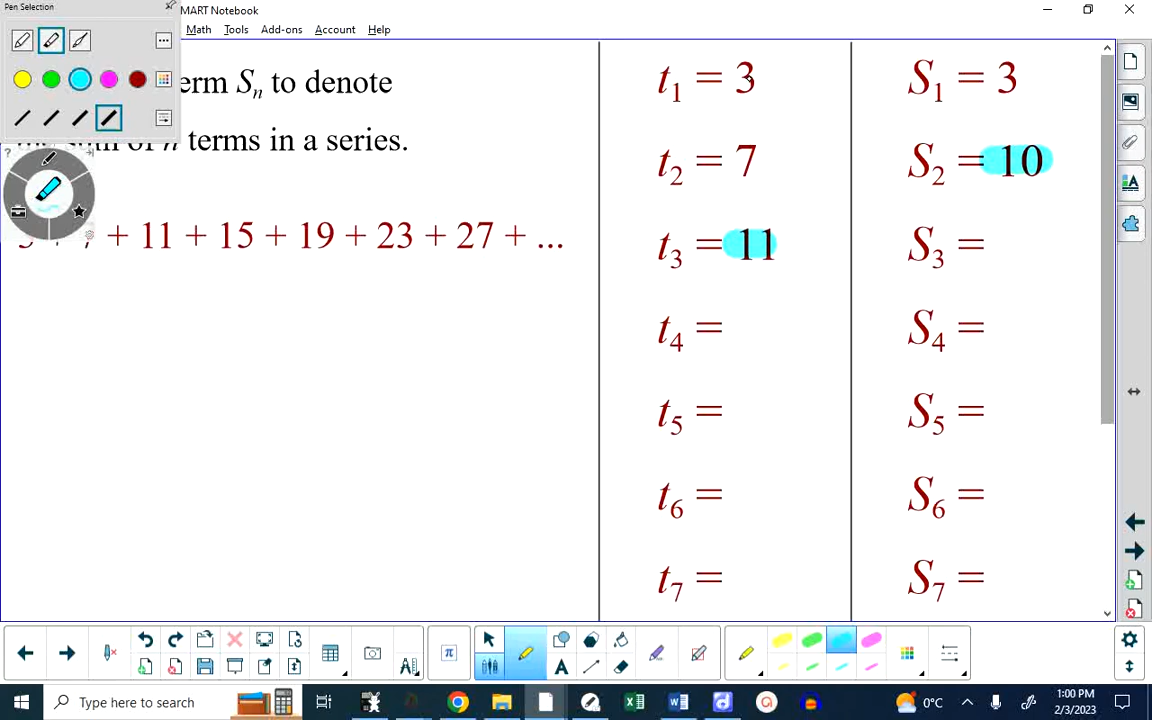 Pen Selection
MART Notebook
Math Tools Add-ons Account Help
erm Sn to denote
of n terms in a series.
+ 11 + 15 + 19 + 23 + 27 + ...
t1 = 3
t2 = 7
t3 = 11
t4 =
t5 =
t6 =
t7 =
S1 = 3
S2 = 10
S3 =
S4 =
S5 =
S6 =
S7 =
Type here to search
0°C
1:00 PM
2/3/2023